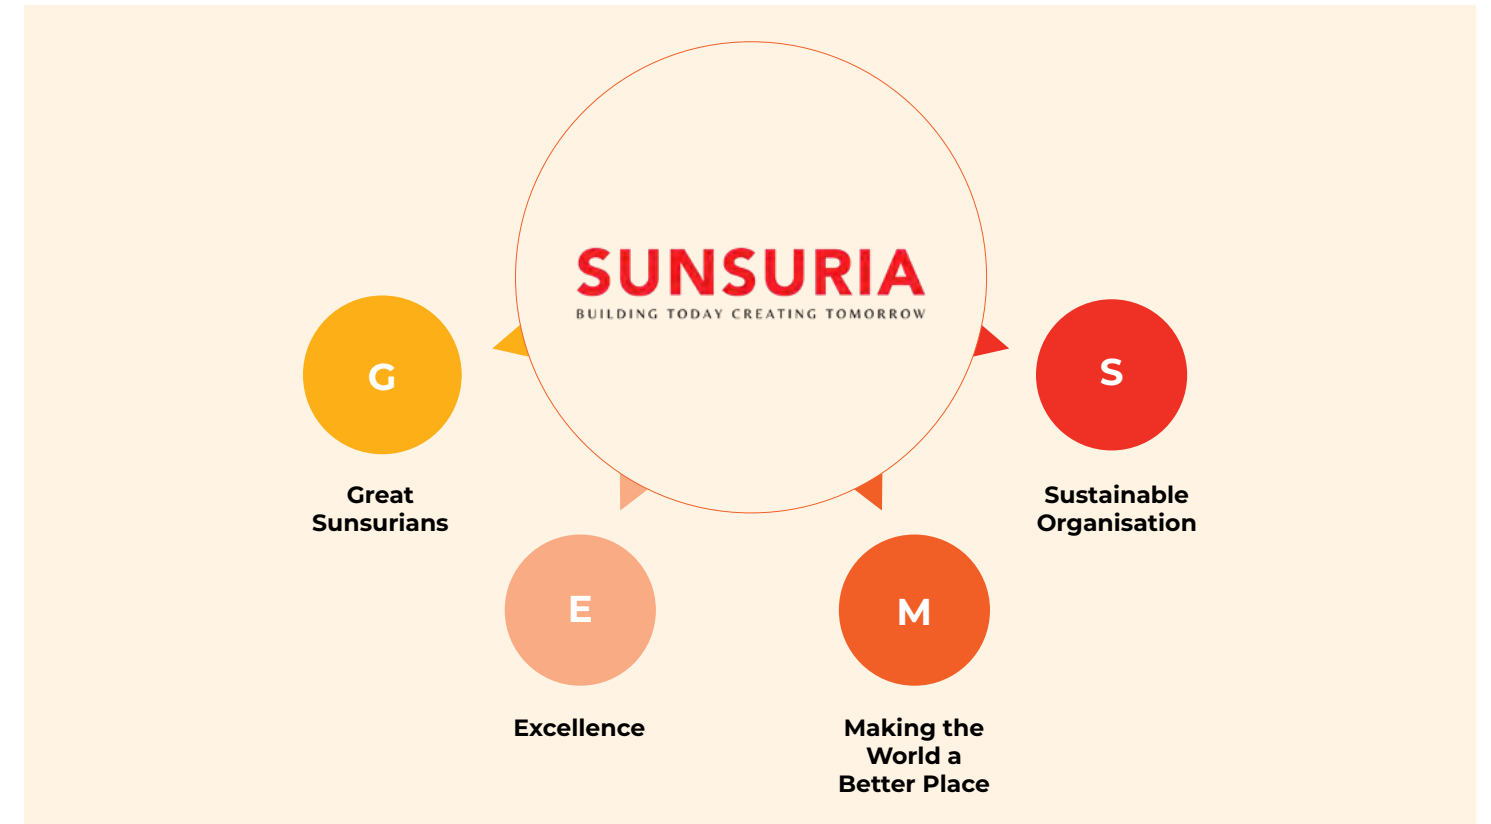 SUNSURIA
BUILDING TODAY CREATING TOMORROW
G
Great
Sunsurians
E
Excellence
M
Making the
World a
Better Place
S
Sustainable
Organisation